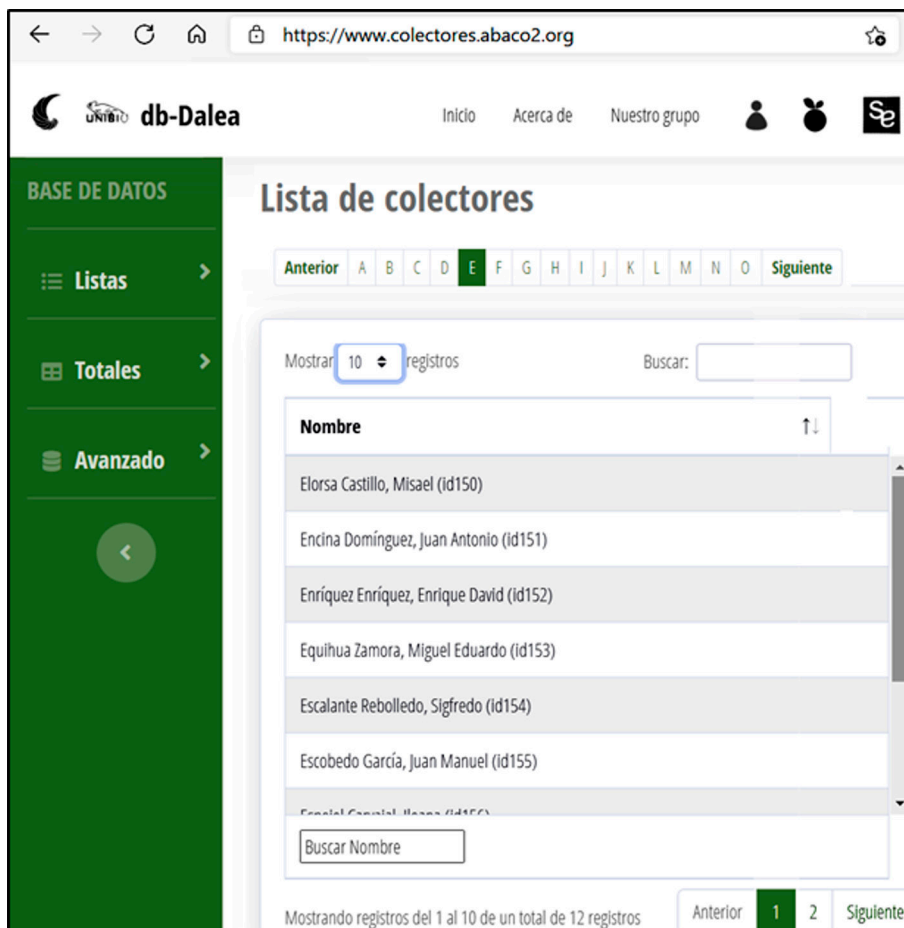 https://www.colectores.abaco2.org
UNIBIO db-Dalea Inicio Acerca de Nuestro grupo Se
BASE DE DATOS
Lista de colectores
Anterior A B C D E F G H I J K L M N O Siguiente
Listas
Mostrar 10 registros Buscar:
Totales
Nombre
Avanzado
Elorsa Castillo, Misael (id150)
Encina Domínguez, Juan Antonio (id151)
Enríquez Enríquez, Enrique David (id152)
Equihua Zamora, Miguel Eduardo (id153)
Escalante Rebolledo, Sigfredo (id154)
Escobedo García, Juan Manuel (id155)
Buscar Nombre
Mostrando registros del 1 al 10 de un total de 12 registros Anterior 1 2 Siguiente